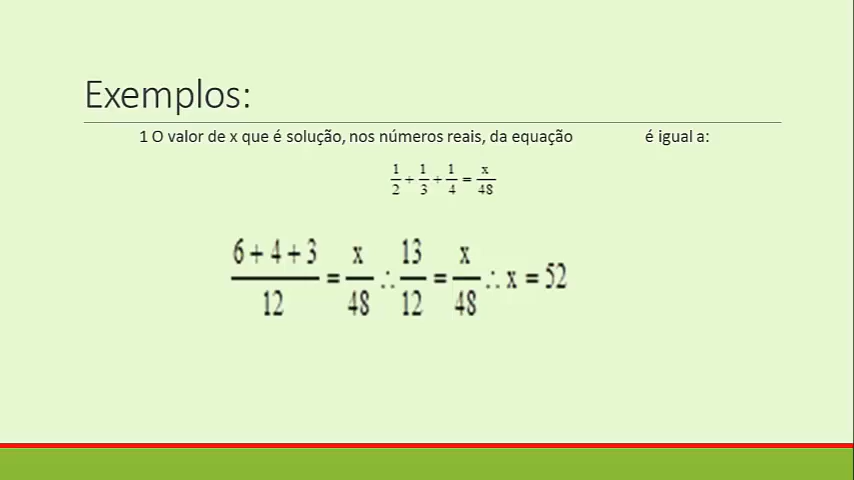 Exemplos:
1 O valor de x que é solução, nos números reais, da equação é igual a:
1/2 + 1/3 + 1/4 = x/48
6 + 4 + 3/12 = x/48 ∴ 13/12 = x/48 ∴ x = 52